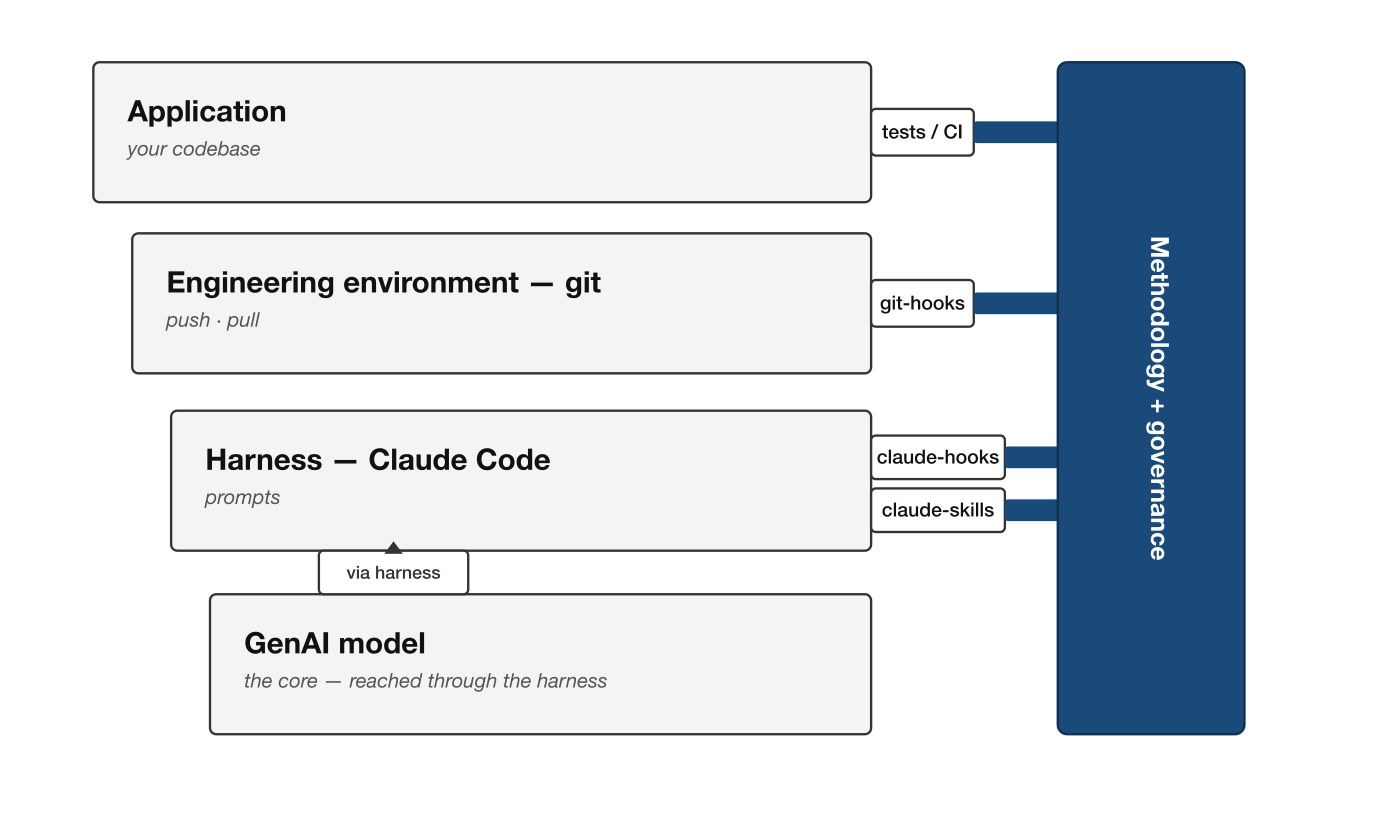 Application
your codebase
tests / CI
Engineering environment — git
push · pull
git-hooks
Harness — Claude Code
prompts
claude-hooks
claude-skills
via harness
GenAI model
the core — reached through the harness
Methodology + governance